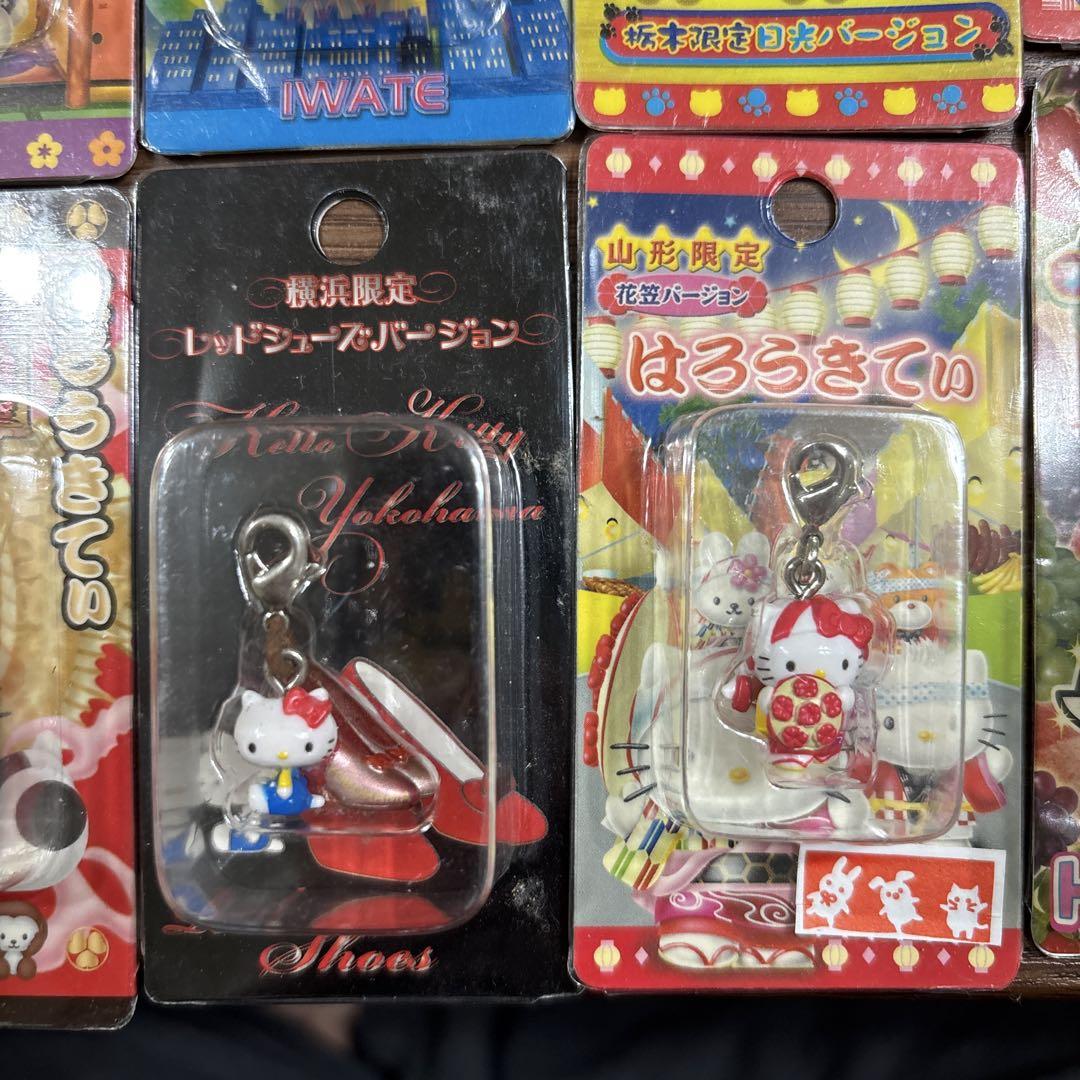 IWATE
栃木限定日光バージョン
横浜限定
レッドシューズ・バージョン
Hello Kitty
Yokohama
Shoes
山形限定
花笠バージョン
はろうきてぃ
うきてぃ